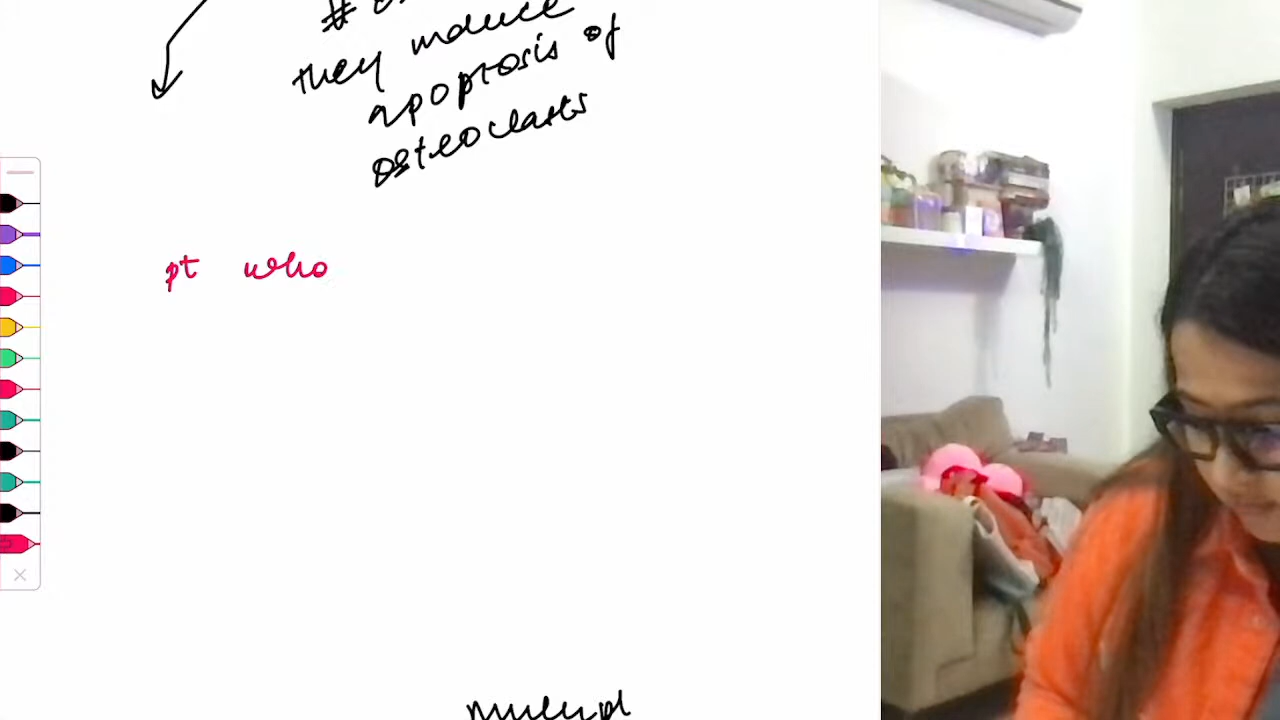 #
they induce
apoptosis of
osteoclasts
pt who